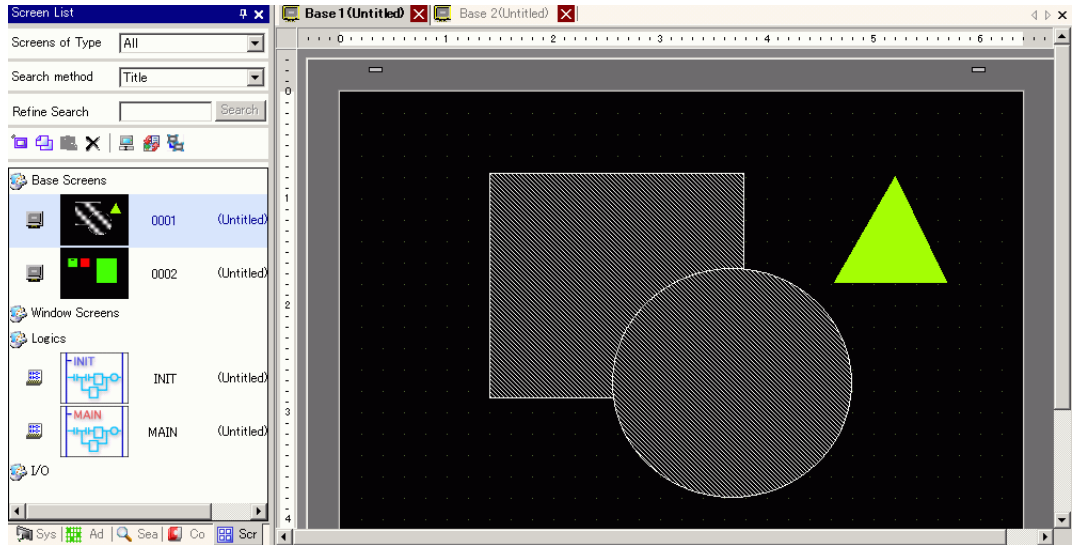 Screen List
Base 1(Untitled) Base 2(Untitled)
Screens of Type All
0 1 2 3 4 5 6
Search method Title
Refine Search Search
0
Base Screens
1
0001 (Untitled)
0002 (Untitled)
2
Window Screens
Logics
INIT
INIT (Untitled)
3
MAIN
MAIN (Untitled)
I/O
4
Sys Ad Sea Co Scr